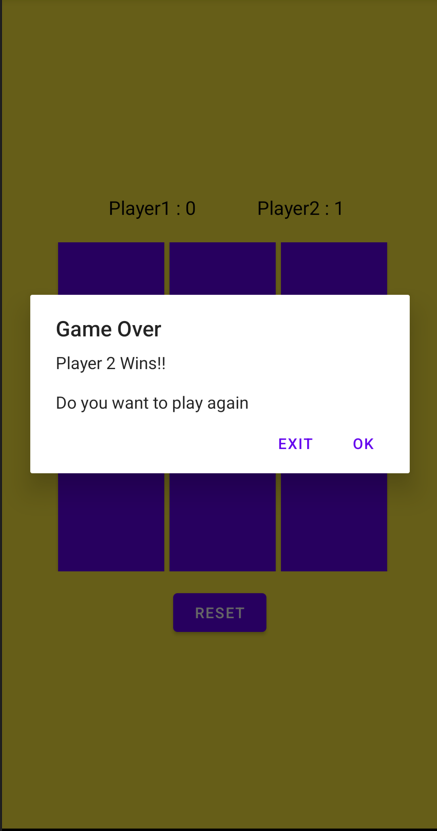 Player1 : 0 Player2 : 1
Game Over
Player 2 Wins!!
Do you want to play again
EXIT OK
RESET